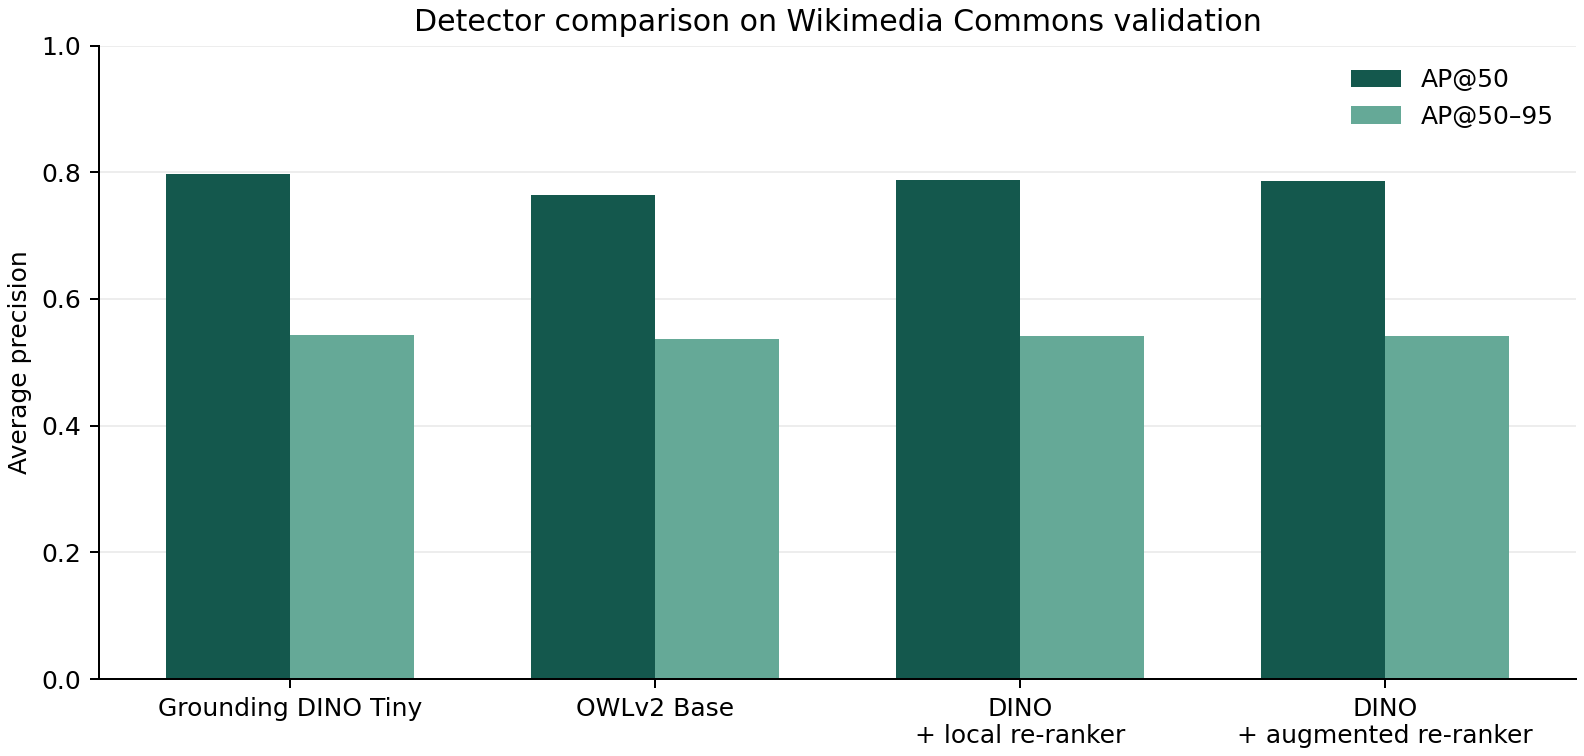 Detector comparison on Wikimedia Commons validation
AP@50
AP@50–95
Average precision
1.0
0.8
0.6
0.4
0.2
0.0
Grounding DINO Tiny
OWLv2 Base
DINO
+ local re-ranker
DINO
+ augmented re-ranker